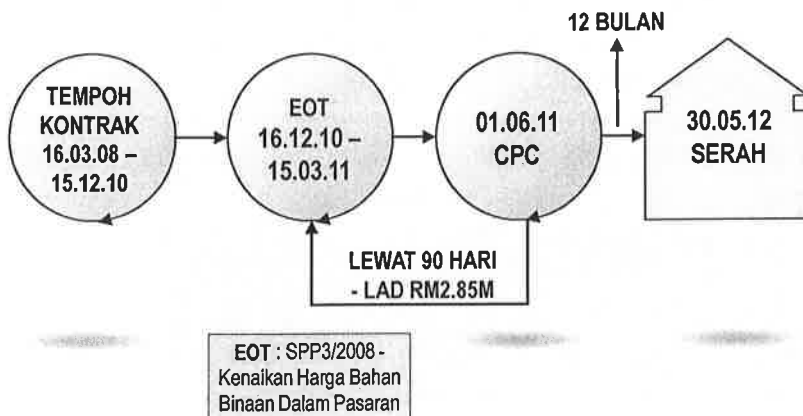 12 BULAN
TEMPOH
KONTRAK
16.03.08 –
15.12.10
EOT
16.12.10 –
15.03.11
01.06.11
CPC
30.05.12
SERAH
LEWAT 90 HARI
- LAD RM2.85M
EOT : SPP3/2008 -
Kenaikan Harga Bahan
Binaan Dalam Pasaran